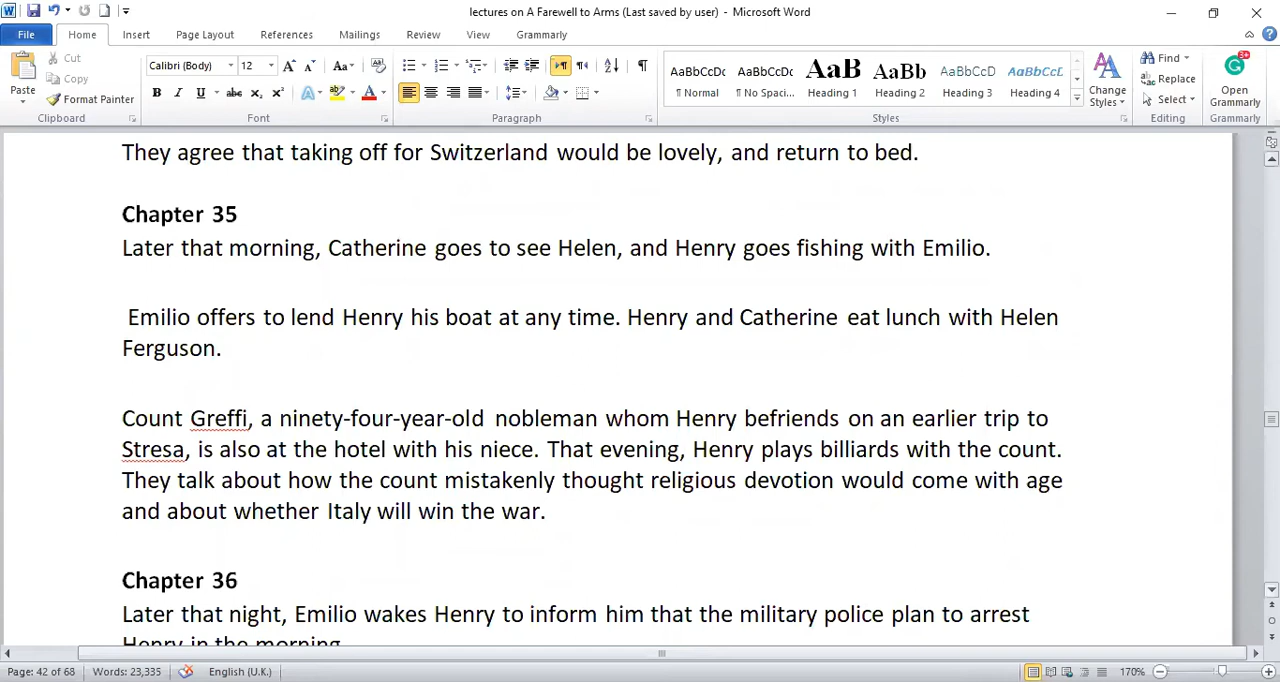 lectures on A Farewell to Arms (Last saved by user) - Microsoft Word
File Home Insert Page Layout References Mailings Review View Grammarly
Cut
Copy
Format Painter
Paste
Clipboard
Calibri (Body) 12
Font
Paragraph
AaBbCcDc AaBbCcDc AaB AaBb AaBbCcD AaBbCcL
¶ Normal ¶ No Spaci... Heading 1 Heading 2 Heading 3 Heading 4
Styles
Change
Styles
Find
Replace
Select
Editing
Open
Grammarly
Grammarly
They agree that taking off for Switzerland would be lovely, and return to bed.
Chapter 35
Later that morning, Catherine goes to see Helen, and Henry goes fishing with Emilio.
Emilio offers to lend Henry his boat at any time. Henry and Catherine eat lunch with Helen
Ferguson.
Count Greffi, a ninety-four-year-old nobleman whom Henry befriends on an earlier trip to
Stresa, is also at the hotel with his niece. That evening, Henry plays billiards with the count.
They talk about how the count mistakenly thought religious devotion would come with age
and about whether Italy will win the war.
Chapter 36
Later that night, Emilio wakes Henry to inform him that the military police plan to arrest
Henry in the morning.
Page: 42 of 68 Words: 23,335 English (U.K.) 170%